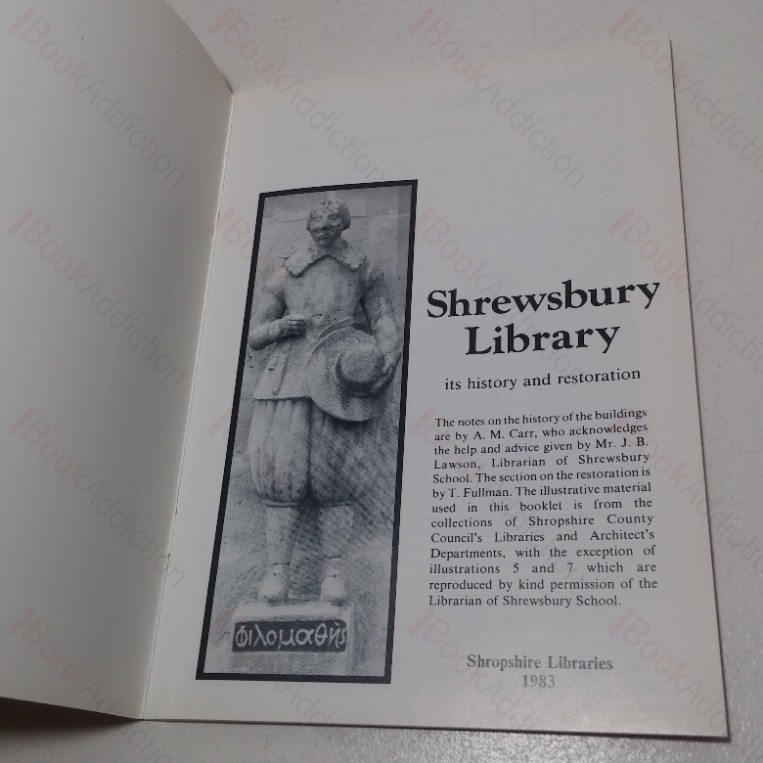 Shrewsbury
Library
its history and restoration
The notes on the history of the buildings
are by A. M. Carr, who acknowledges
the help and advice given by Mr. J. B.
Lawson, Librarian of Shrewsbury
School. The section on the restoration is
by T. Fullman. The illustrative material
used in this booklet is from the
collections of Shropshire County
Council's Libraries and Architect's
Departments, with the exception of
illustrations 5 and 7 which are
reproduced by kind permission of the
Librarian of Shrewsbury School.
φιλομαθὴς
Shropshire Libraries
1983
BookAddiction